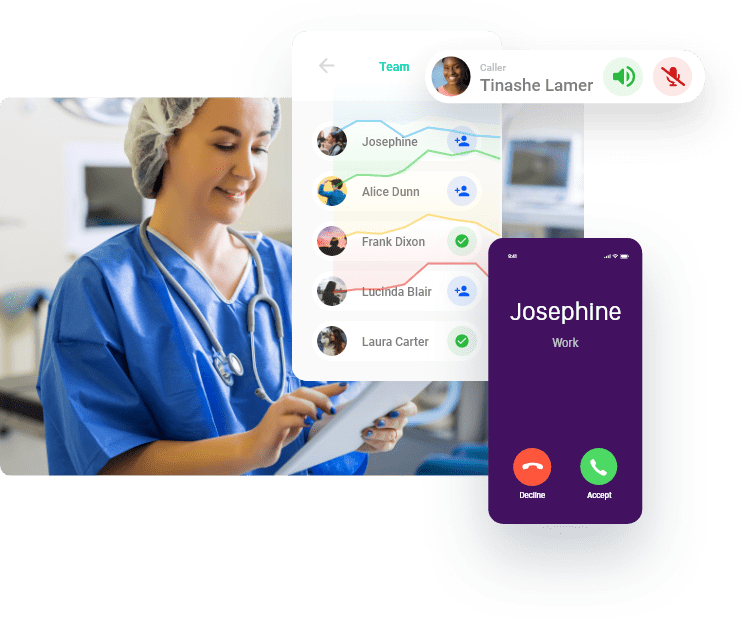 Team
Caller
Tinashe Lamer
Josephine
Alice Dunn
Frank Dixon
Lucinda Blair
Laura Carter
9:41
Josephine
Work
Decline
Accept